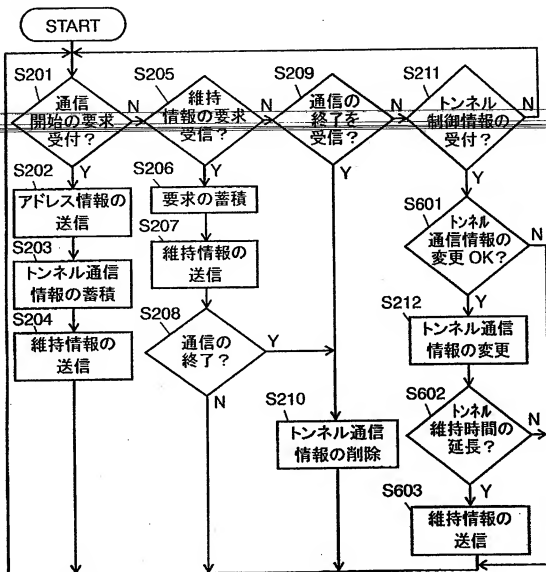 START
S201
通信
開始の要求
受付？
N
Y
S205
維持
情報の要求
受信？
N
Y
S209
通信の
終了を
受信？
N
Y
S211
トンネル
制御情報の
受付？
N
Y
S202
アドレス情報の
送信
S203
トンネル通信
情報の蓄積
S204
維持情報の
送信
S206
要求の蓄積
S207
維持情報の
送信
S208
通信の
終了？
Y
N
S210
トンネル通信
情報の削除
S601
トンネル
通信情報の
変更OK？
N
Y
S212
トンネル通信
情報の変更
S602
トンネル
維持時間の
延長？
N
Y
S603
維持情報の
送信